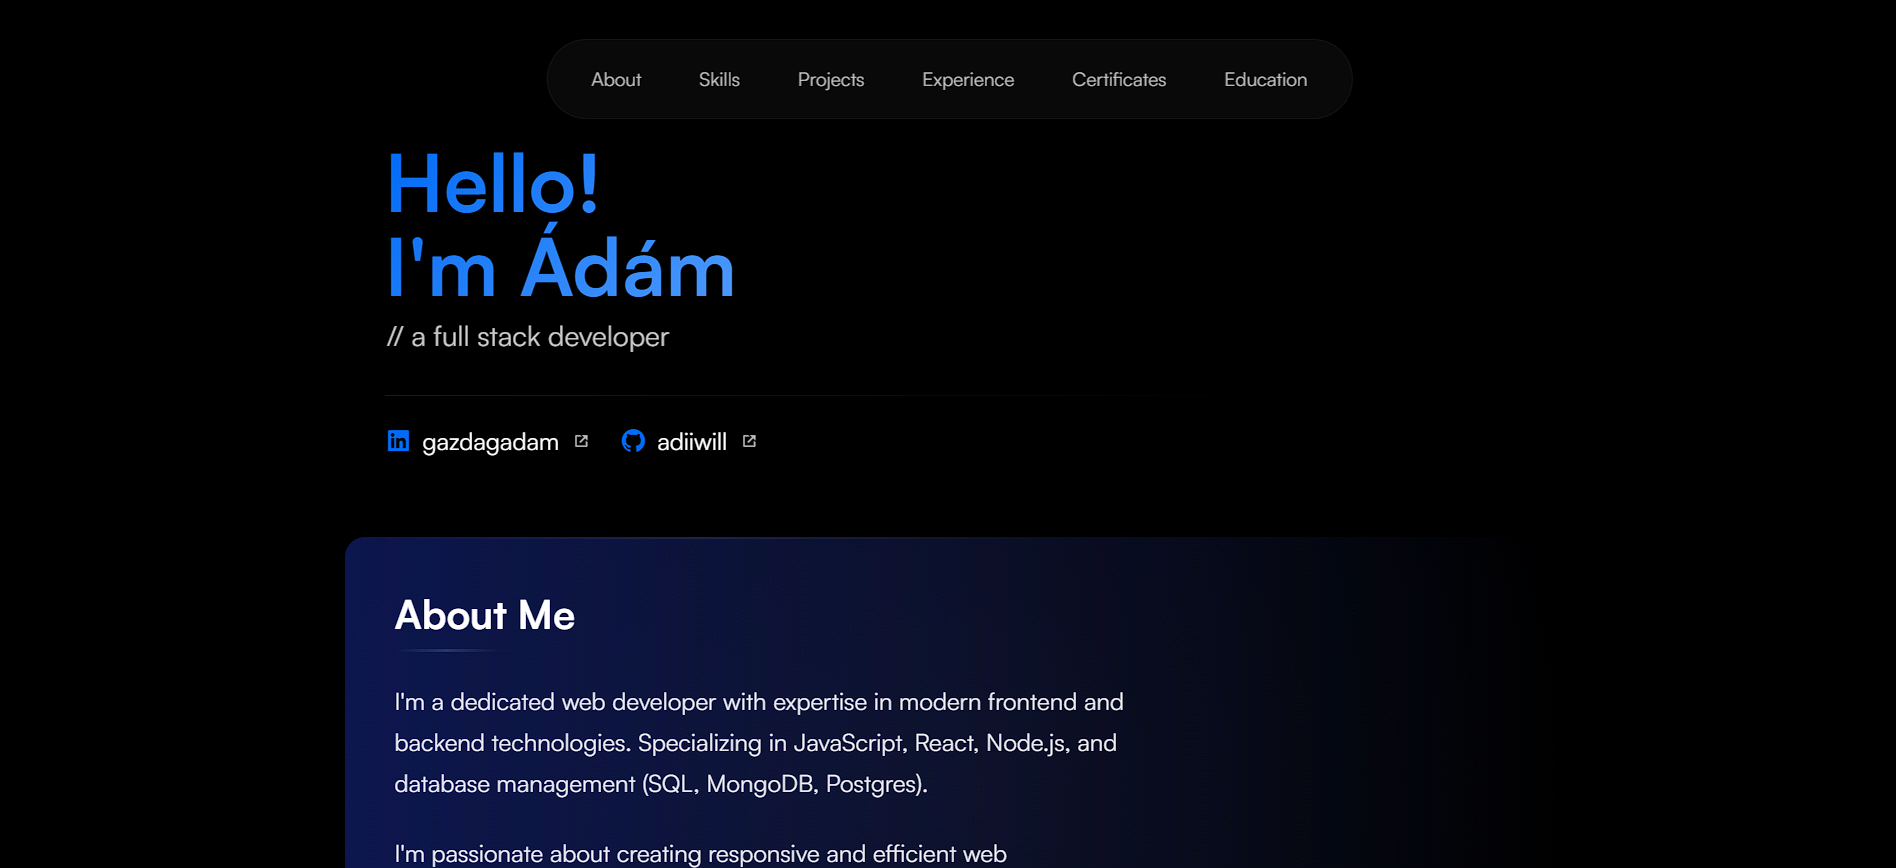 About Skills Projects Experience Certificates Education
Hello!
I'm Ádám
// a full stack developer
gazdagadam adiiwill
About Me
I'm a dedicated web developer with expertise in modern frontend and
backend technologies. Specializing in JavaScript, React, Node.js, and
database management (SQL, MongoDB, Postgres).
I'm passionate about creating responsive and efficient web